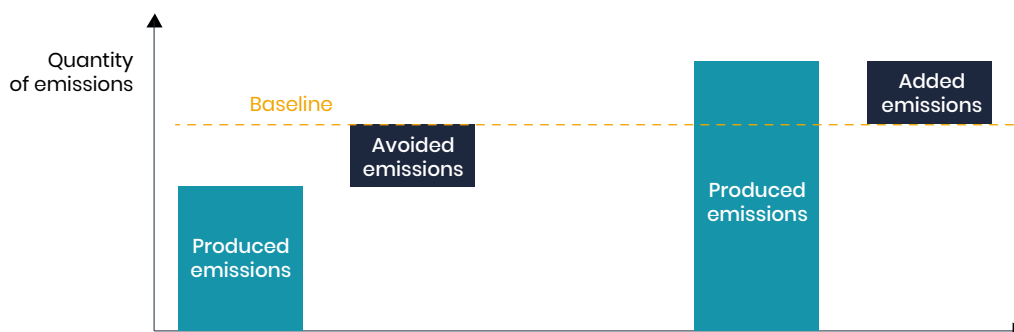 Quantity
of emissions
Baseline
Avoided
emissions
Produced
emissions
Produced
emissions
Added
emissions